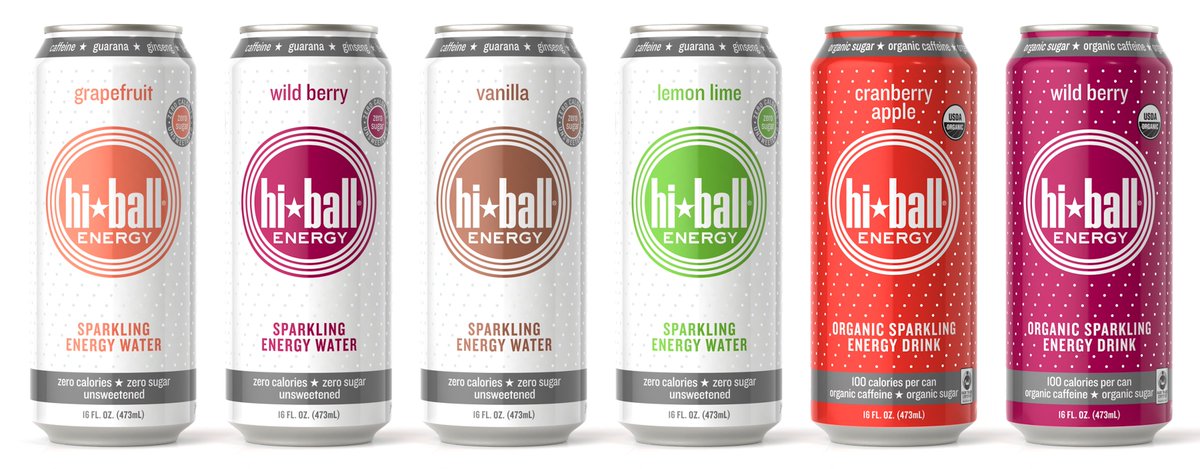 caffeine ★ guarana ★ ginseng
grapefruit
zero sugar
hi★ball®
ENERGY
SPARKLING
ENERGY WATER
zero calories ★ zero sugar
unsweetened
16 FL. OZ. (473mL)
caffeine ★ guarana ★ ginseng
wild berry
zero sugar
hi★ball®
ENERGY
SPARKLING
ENERGY WATER
zero calories ★ zero sugar
unsweetened
16 FL. OZ. (473mL)
caffeine ★ guarana ★ ginseng
vanilla
zero sugar
hi★ball®
ENERGY
SPARKLING
ENERGY WATER
zero calories ★ zero sugar
unsweetened
16 FL. OZ. (473mL)
caffeine ★ guarana ★ ginseng
lemon lime
zero sugar
hi★ball®
ENERGY
SPARKLING
ENERGY WATER
zero calories ★ zero sugar
unsweetened
16 FL. OZ. (473mL)
organic sugar ★ organic caffeine ★
cranberry
apple
USDA
ORGANIC
hi★ball®
ENERGY
ORGANIC SPARKLING
ENERGY DRINK
100 calories per can
organic caffeine ★ organic sugar
16 FL. OZ. (473mL)
organic sugar ★ organic caffeine ★
wild berry
USDA
ORGANIC
hi★ball®
ENERGY
ORGANIC SPARKLING
ENERGY DRINK
100 calories per can
organic caffeine ★ organic sugar
16 FL. OZ. (473mL)